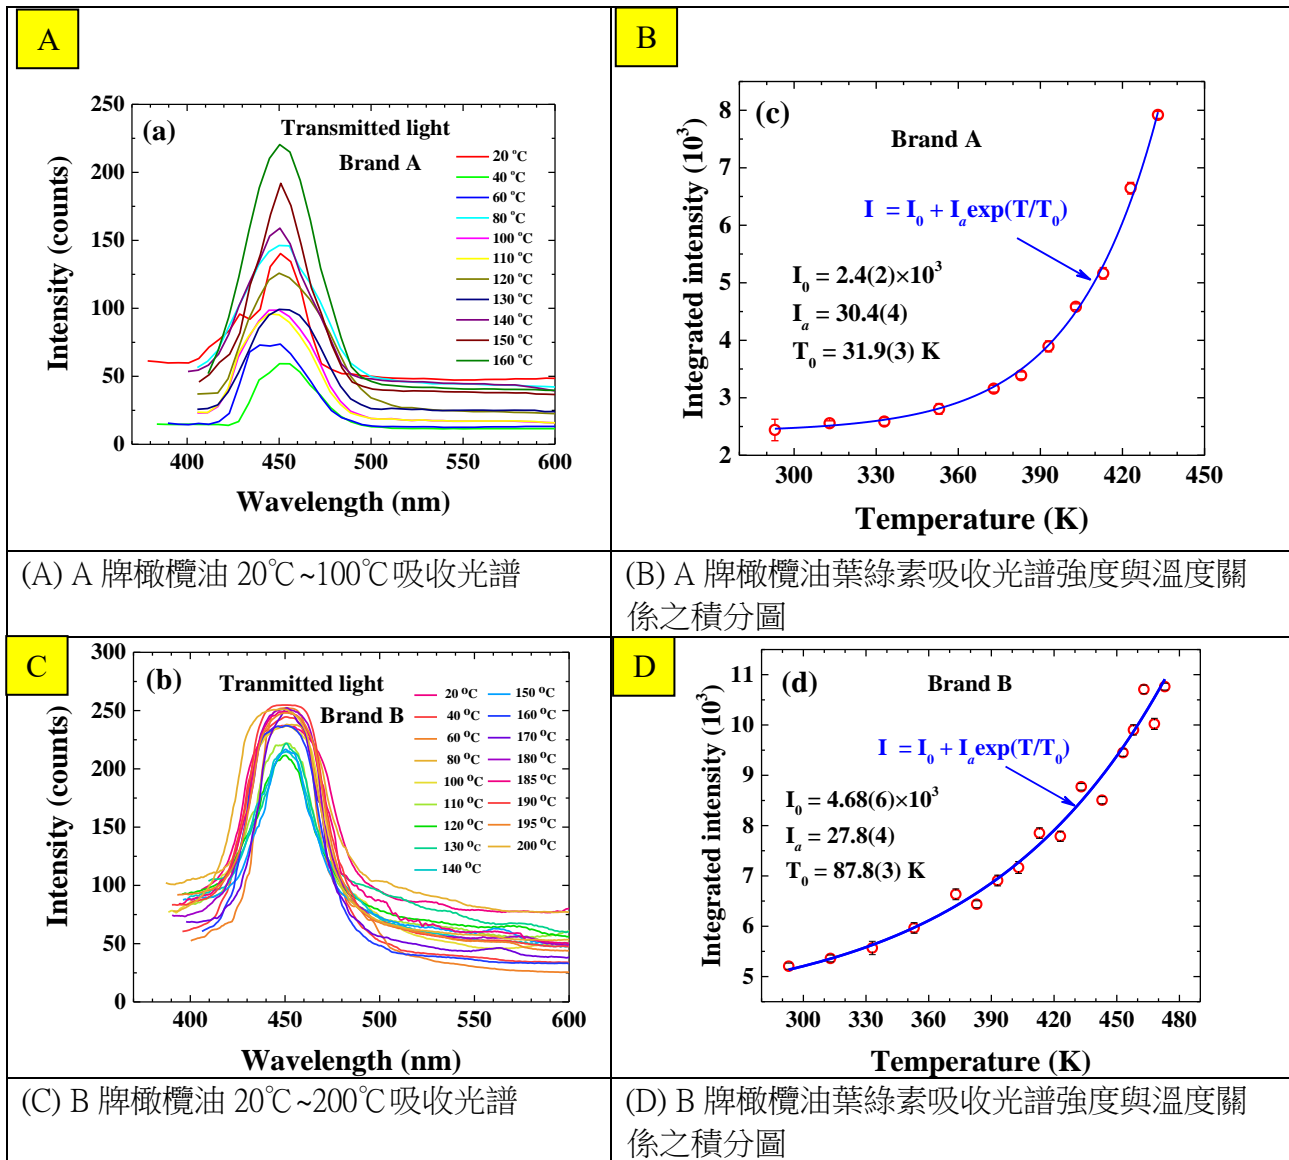 A
(a)
Transmitted light
Brand A
20 °C
40 °C
60 °C
80 °C
100 °C
110 °C
120 °C
130 °C
140 °C
150 °C
160 °C
Intensity (counts)
250
200
150
100
50
0
400 450 500 550 600
Wavelength (nm)
B
(c)
Brand A
I = I₀ + Iₐexp(T/T₀)
I₀ = 2.4(2)×10³
Iₐ = 30.4(4)
T₀ = 31.9(3) K
Integrated intensity (10³)
8
7
6
5
4
3
2
300 330 360 390 420 450
Temperature (K)
(A) A 牌橄欖油 20℃~100℃吸收光譜
(B) A 牌橄欖油葉綠素吸收光譜強度與溫度關
係之積分圖
C
(b)
Tranmitted light
Brand B
20 °C
40 °C
60 °C
80 °C
100 °C
110 °C
120 °C
130 °C
140 °C
150 °C
160 °C
170 °C
180 °C
185 °C
190 °C
195 °C
200 °C
Intensity (counts)
300
250
200
150
100
50
0
400 450 500 550 600
Wavelength (nm)
D
(d)
Brand B
I = I₀ + Iₐexp(T/T₀)
I₀ = 4.68(6)×10³
Iₐ = 27.8(4)
T₀ = 87.8(3) K
Integrated intensity (10³)
11
10
9
8
7
6
5
300 330 360 390 420 450 480
Temperature (K)
(C) B 牌橄欖油 20℃~200℃吸收光譜
(D) B 牌橄欖油葉綠素吸收光譜強度與溫度關
係之積分圖